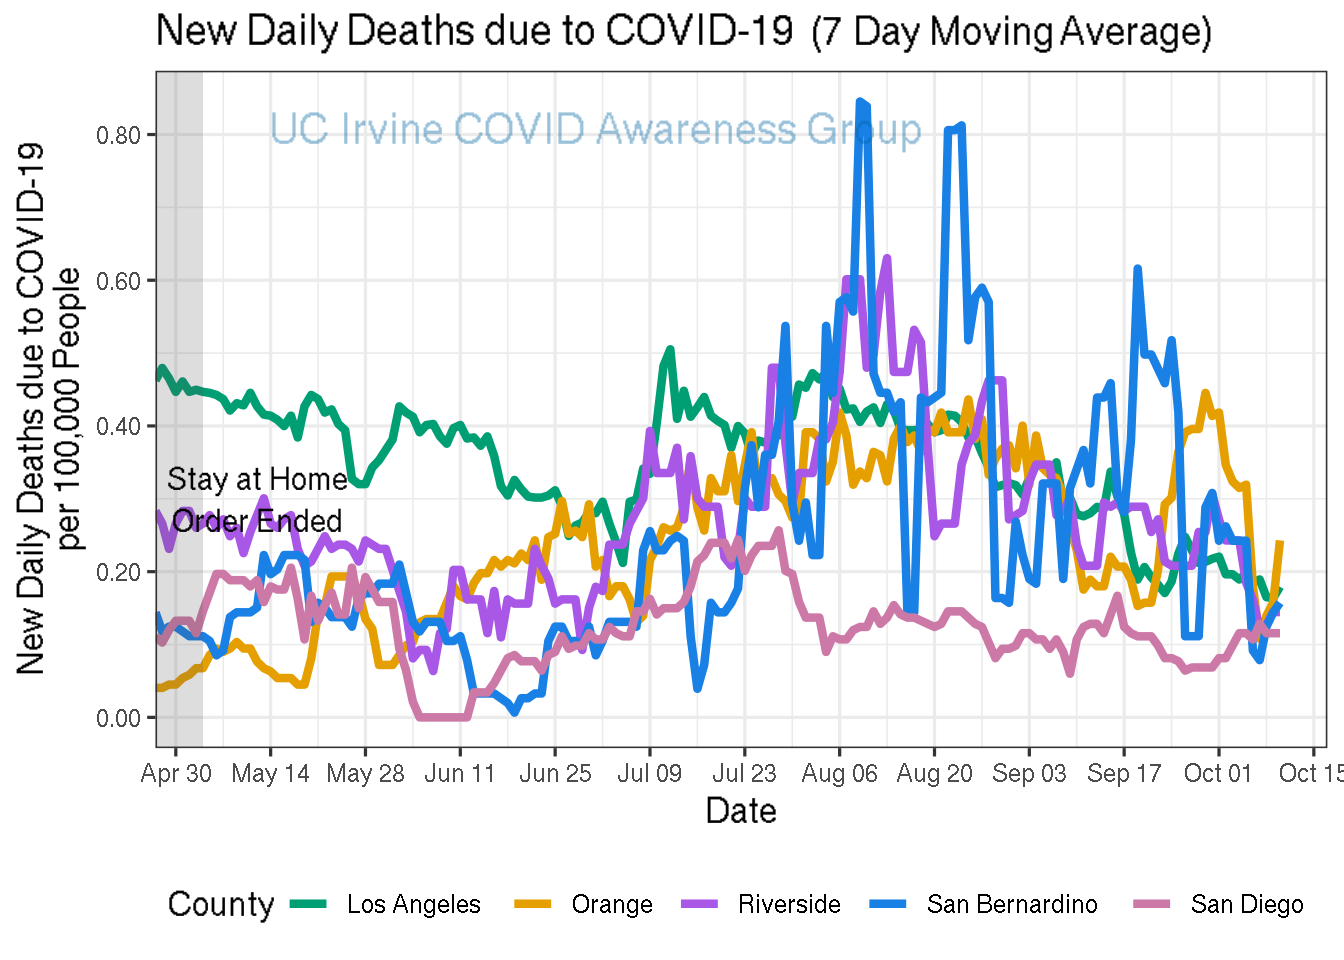 New Daily Deaths due to COVID-19 (7 Day Moving Average)
UC Irvine COVID Awareness Group
New Daily Deaths due to COVID-19
per 100,000 People
0.80
0.60
0.40
0.20
0.00
Stay at Home
Order Ended
Apr 30 May 14 May 28 Jun 11 Jun 25 Jul 09 Jul 23 Aug 06 Aug 20 Sep 03 Sep 17 Oct 01 Oct 15
Date
County Los Angeles Orange Riverside San Bernardino San Diego